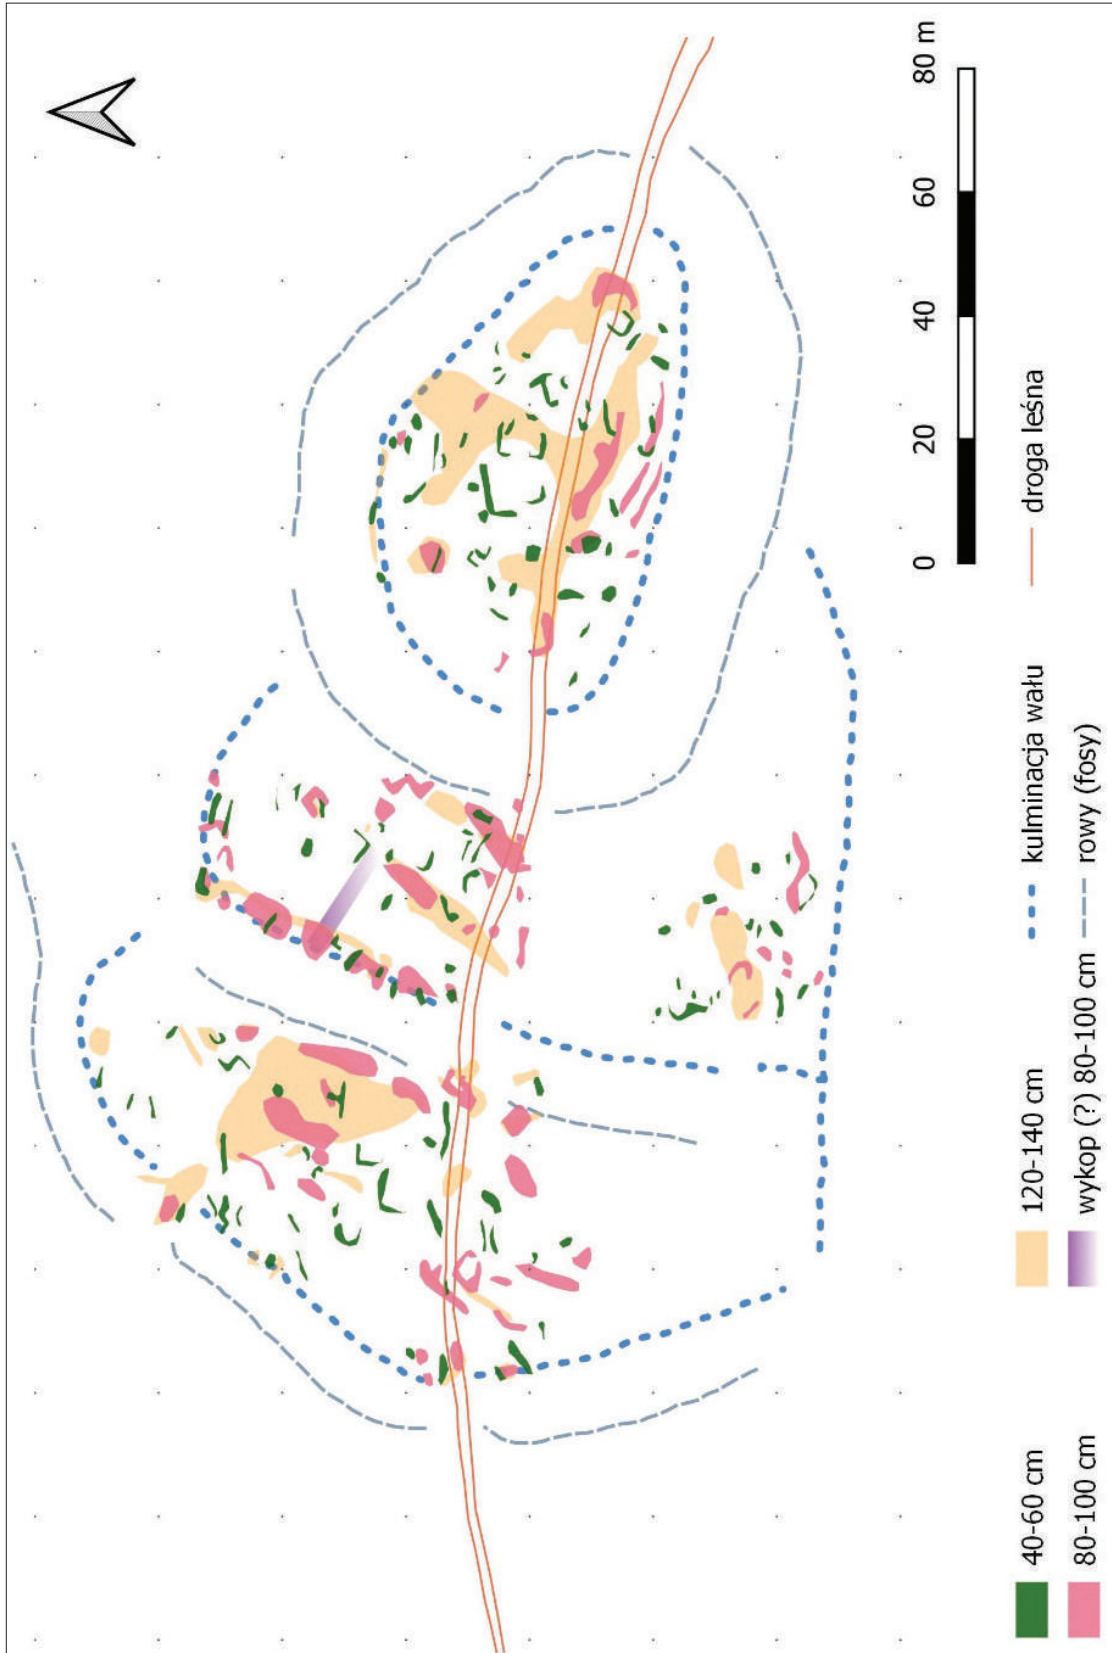 0 20 40 60 80 m
40-60 cm
80-100 cm
120-140 cm
wykop (?) 80-100 cm
kulminacja wału
rowy (fosy)
droga leśna